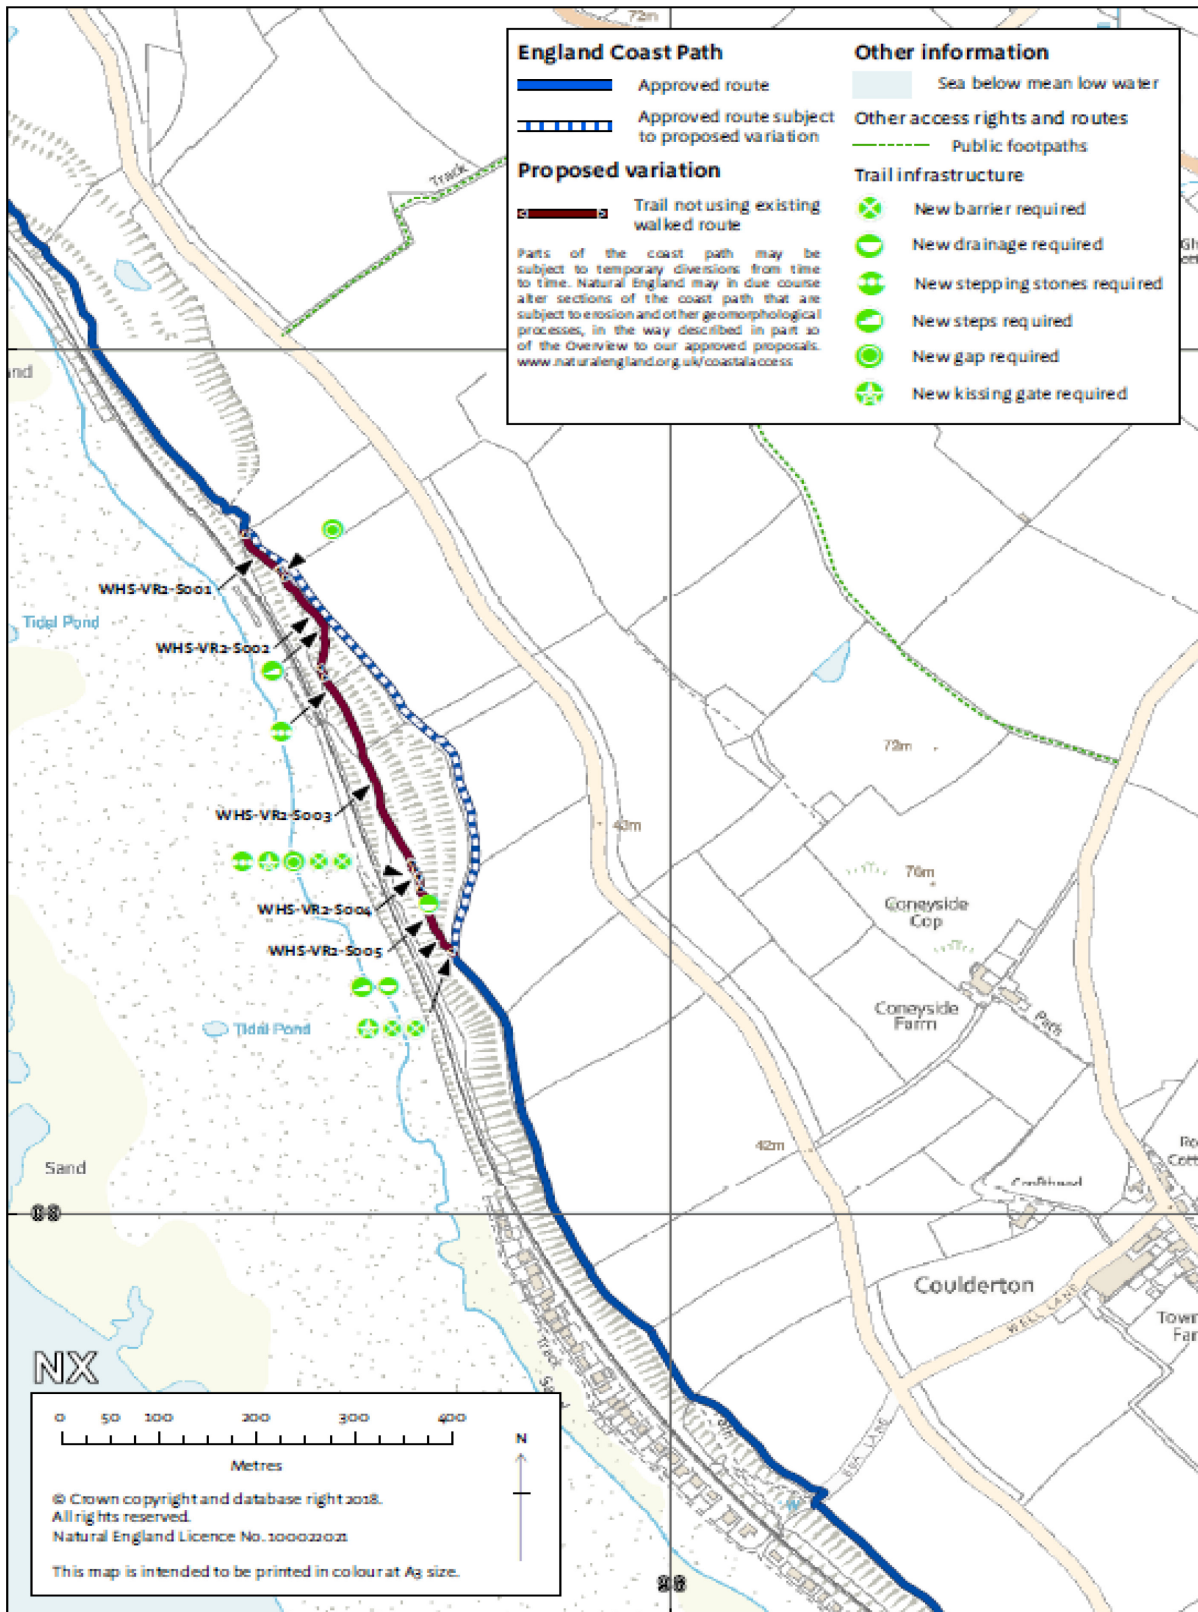 72m
England Coast Path
Approved route
Approved route subject
to proposed variation
Proposed variation
Trail not using existing
walked route
Parts of the coast path may be
subject to temporary diversions from time
to time. Natural England may in due course
alter sections of the coast path that are
subject to erosion and other geomorphological
processes, in the way described in part 10
of the Overview to our approved proposals.
www.naturalengland.org.uk/coastalaccess
Other information
Sea below mean low water
Other access rights and routes
Public footpaths
Trail infrastructure
New barrier required
New drainage required
New stepping stones required
New steps required
New gap required
New kissing gate required
Track
WHS-VR2-S001
Tidal Pond
WHS-VR2-S002
72m
WHS-VR2-S003
43m
76m
Coneyside
Cop
WHS-VR2-S004
WHS-VR2-S005
Coneyside
Farm
Path
Tidal Pond
42m
Sand
Coulderton
WELL LANE
Track
NX
0 50 100 200 300 400
Metres
N
© Crown copyright and database right 2018.
All rights reserved.
Natural England Licence No. 100022021
This map is intended to be printed in colour at A3 size.